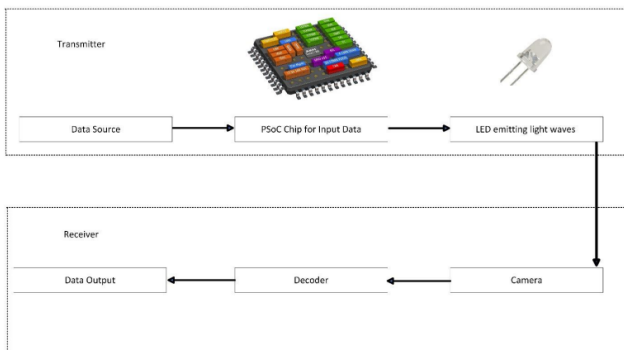 Transmitter
Data Source
PSoC Chip for Input Data
LED emitting light waves
Receiver
Data Output
Decoder
Camera